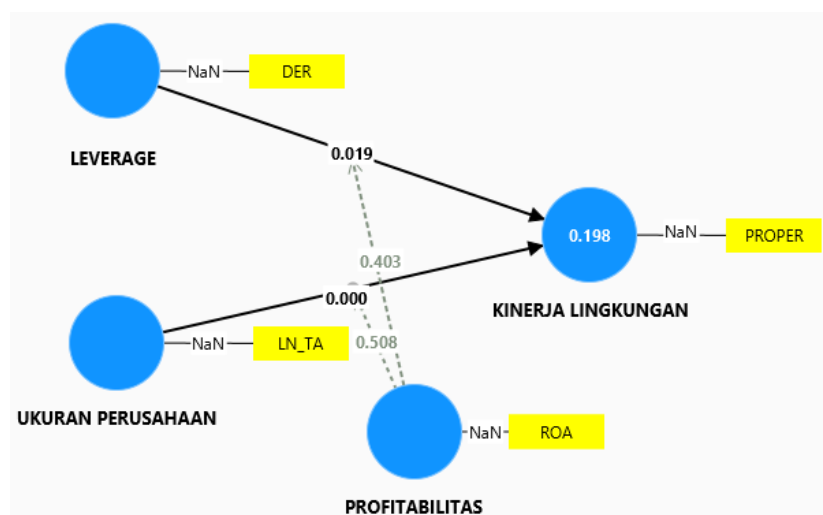 NaN
DER
LEVERAGE
0.019
0.198
NaN
PROPER
0.403
0.000
KINERJA LINGKUNGAN
NaN
LN_TA
0.508
UKURAN PERUSAHAAN
NaN
ROA
PROFITABILITAS